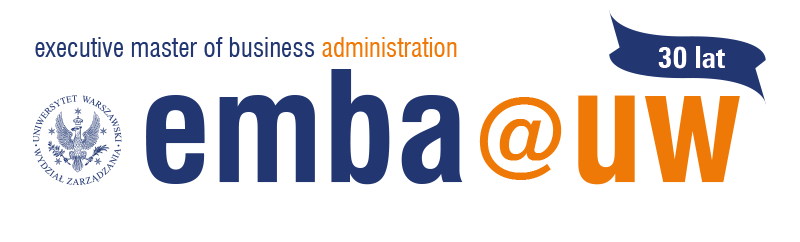 executive master of business administration
30 lat
UNIWERSYTET WARSZAWSKI
WYDZIAŁ ZARZĄDZANIA
emba@uw